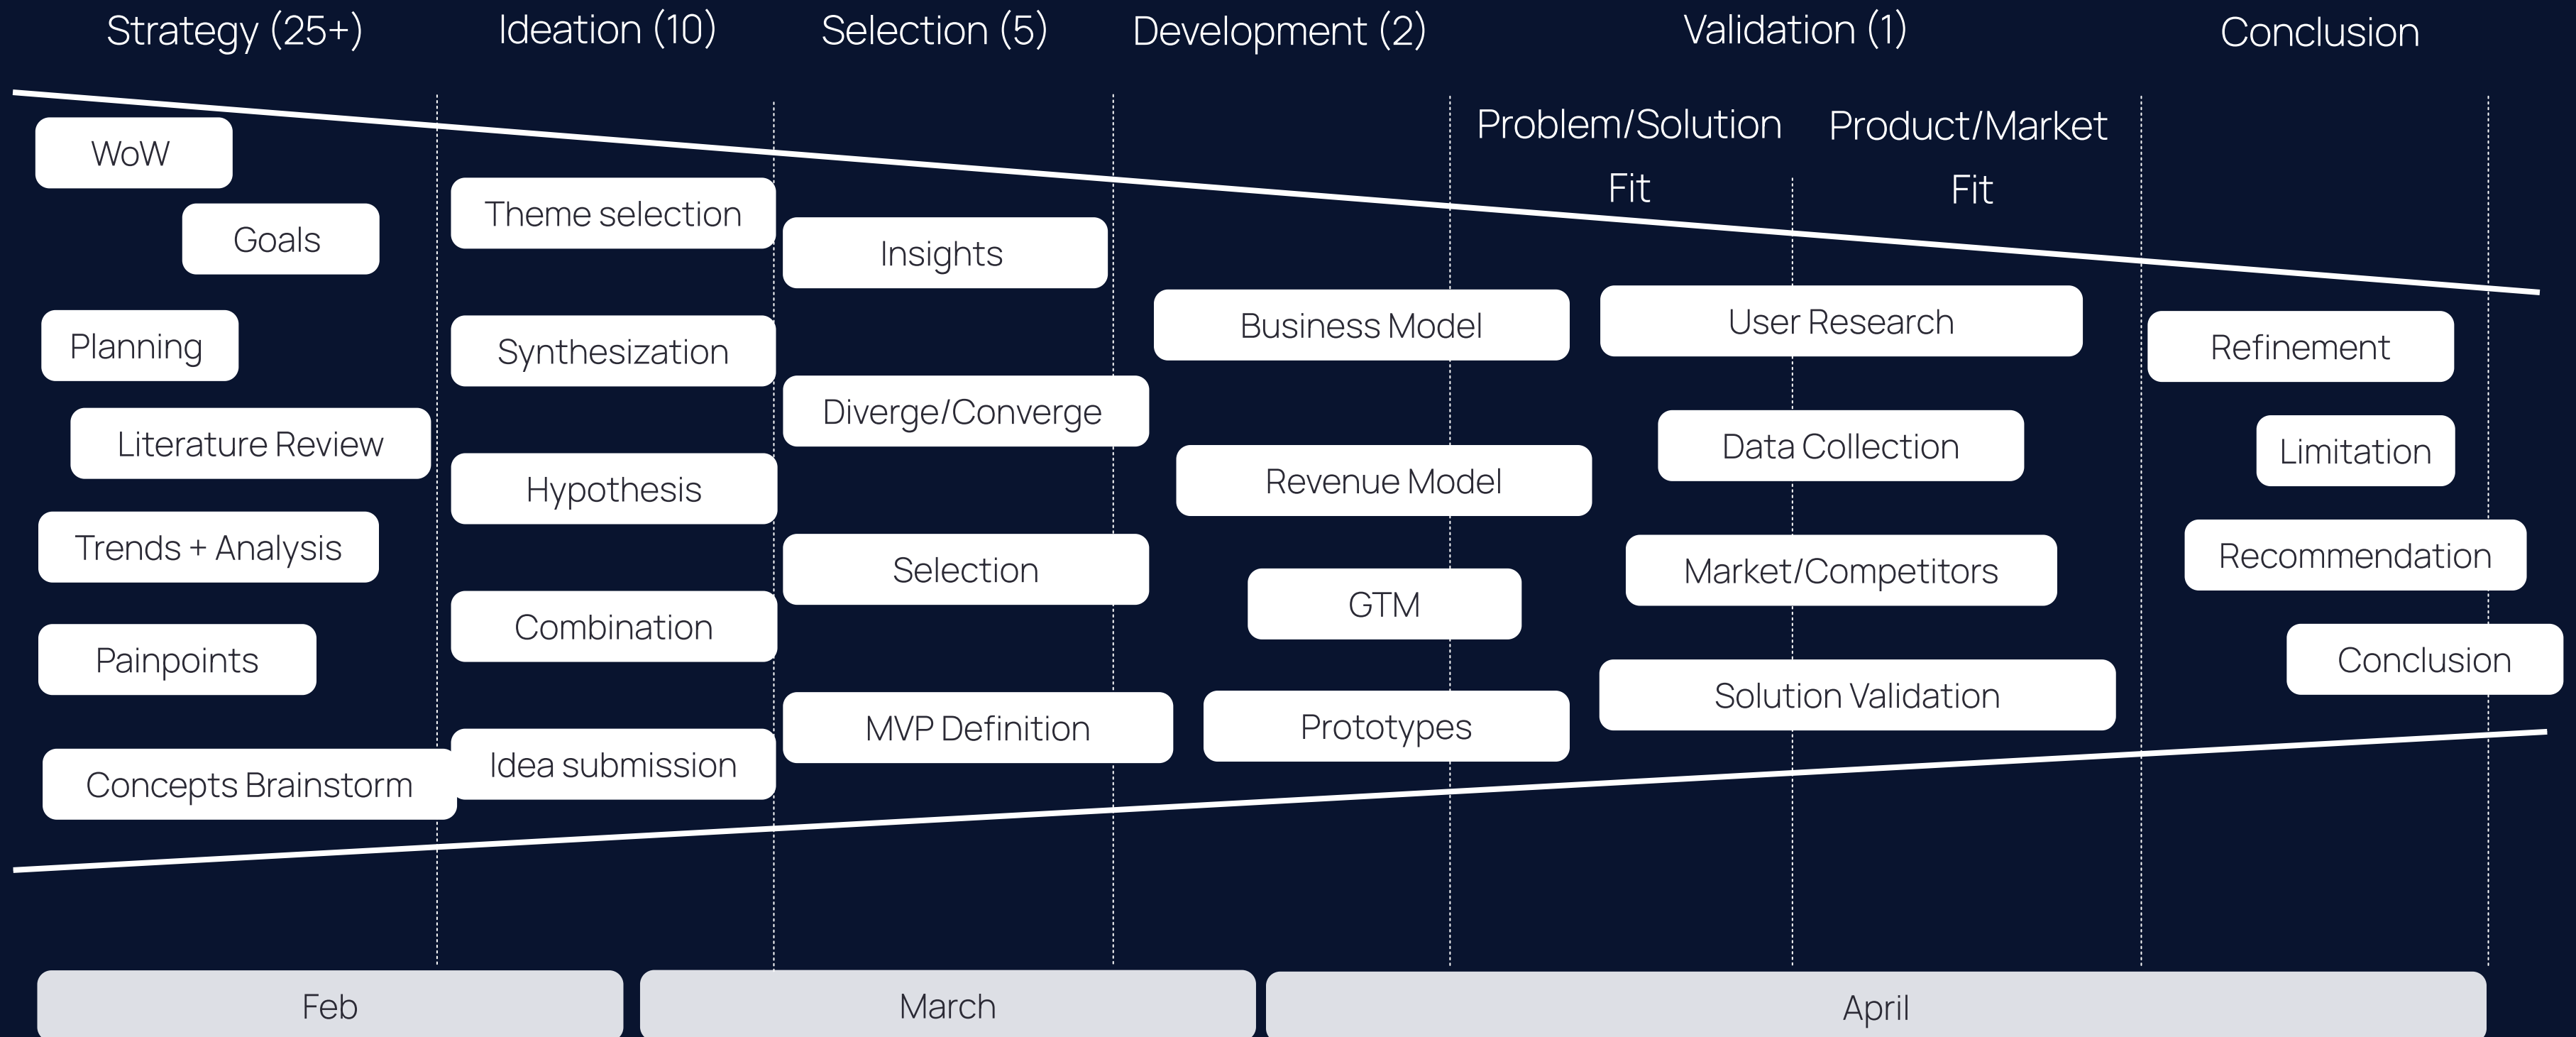 Strategy (25+)
Ideation (10)
Selection (5)
Development (2)
Validation (1)
Conclusion
Problem/Solution
Fit
Product/Market
Fit
WoW
Goals
Planning
Literature Review
Trends + Analysis
Painpoints
Concepts Brainstorm
Theme selection
Synthesization
Hypothesis
Combination
Idea submission
Insights
Diverge/Converge
Selection
MVP Definition
Business Model
Revenue Model
GTM
Prototypes
User Research
Data Collection
Market/Competitors
Solution Validation
Refinement
Limitation
Recommendation
Conclusion
Feb
March
April